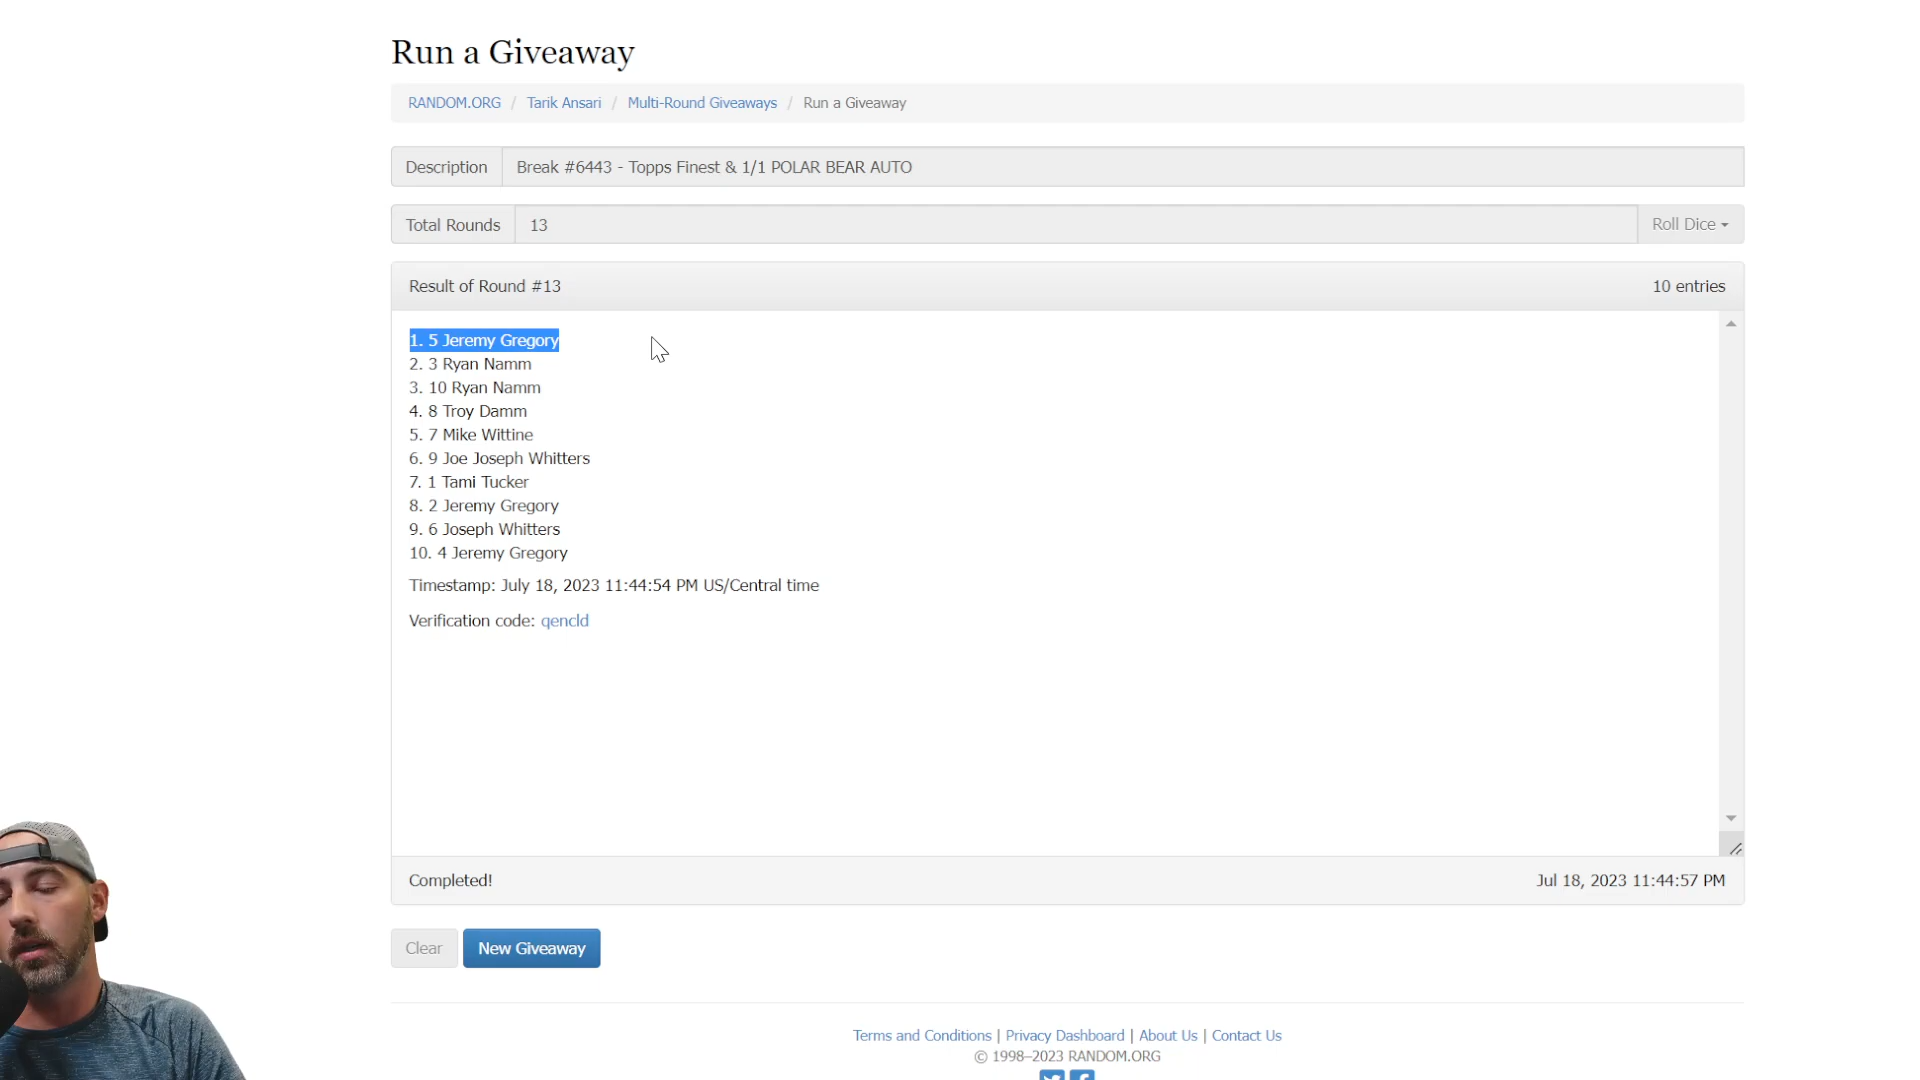 Run a Giveaway
RANDOM.ORG / Tarik Ansari / Multi-Round Giveaways / Run a Giveaway
Description Break #6443 - Topps Finest & 1/1 POLAR BEAR AUTO
Total Rounds 13 Roll Dice
Result of Round #13 10 entries
1. 5 Jeremy Gregory
2. 3 Ryan Namm
3. 10 Ryan Namm
4. 8 Troy Damm
5. 7 Mike Wittine
6. 9 Joe Joseph Whitters
7. 1 Tami Tucker
8. 2 Jeremy Gregory
9. 6 Joseph Whitters
10. 4 Jeremy Gregory
Timestamp: July 18, 2023 11:44:54 PM US/Central time
Verification code: qencld
Completed! Jul 18, 2023 11:44:57 PM
Clear New Giveaway
Terms and Conditions | Privacy Dashboard | About Us | Contact Us
© 1998–2023 RANDOM.ORG